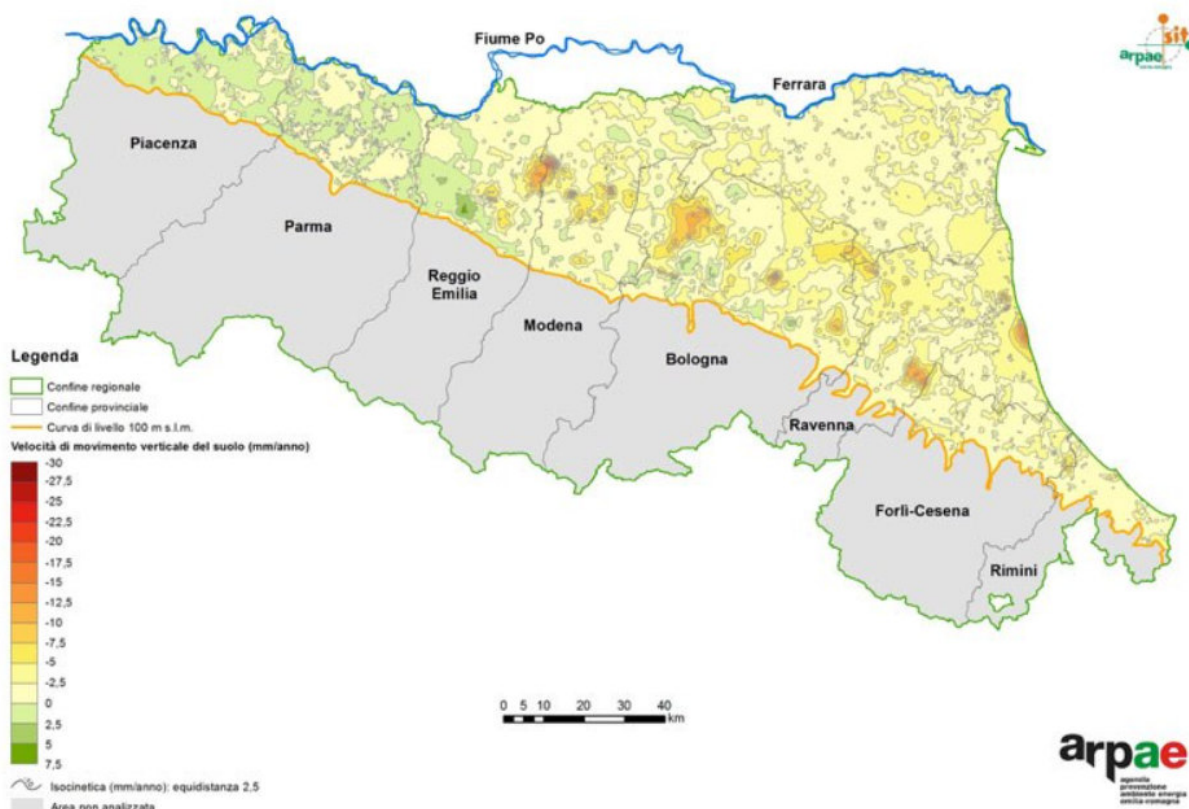 Fiume Po
Ferrara
sit
arpae
Piacenza
Parma
Reggio
Emilia
Modena
Bologna
Ravenna
Forlì-Cesena
Rimini
Legenda
Confine regionale
Confine provinciale
Curva di livello 100 m s.l.m.
Velocità di movimento verticale del suolo (mm/anno)
-30
-27,5
-25
-22,5
-20
-17,5
-15
-12,5
-10
-7,5
-5
-2,5
0
2,5
5
7,5
Isocinetica (mm/anno): equidistanza 2,5
Area non analizzata
0 5 10 20 30 40
km
arpae
agenzia
prevenzione
ambiente energia
emilia-romagna